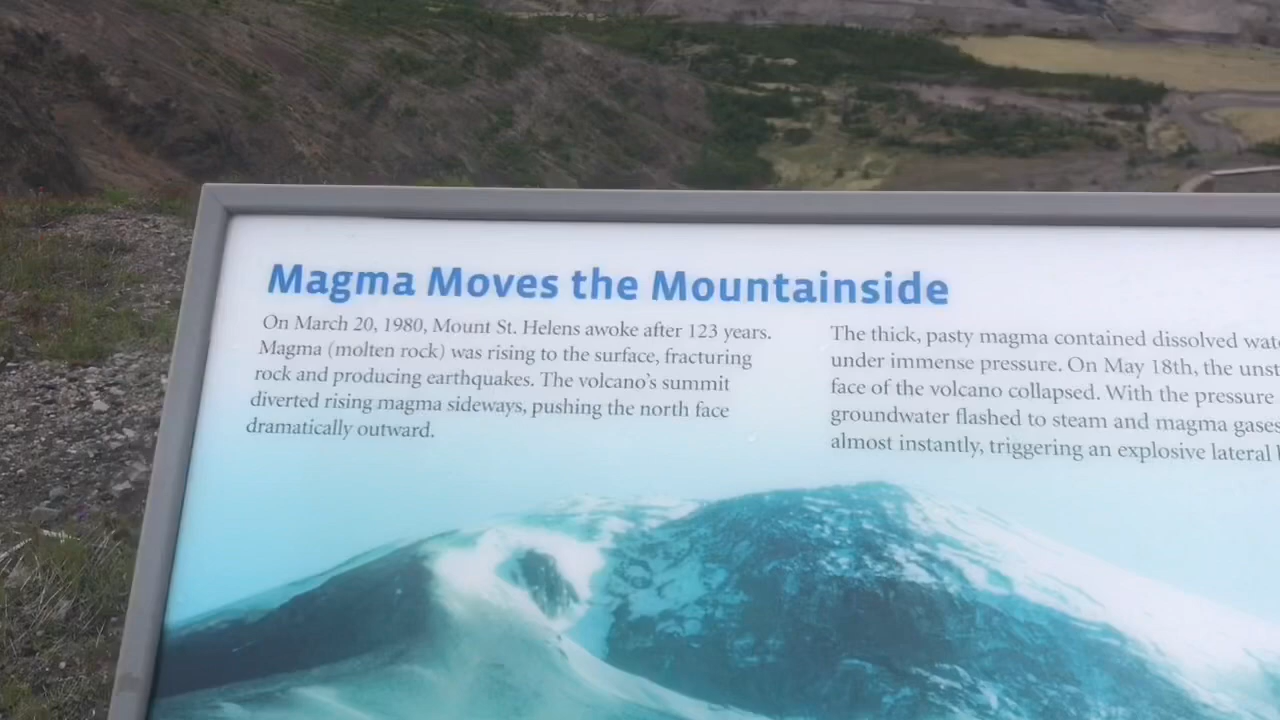 Magma Moves the Mountainside
On March 20, 1980, Mount St. Helens awoke after 123 years.
Magma (molten rock) was rising to the surface, fracturing
rock and producing earthquakes. The volcano's summit
diverted rising magma sideways, pushing the north face
dramatically outward.
The thick, pasty magma contained dissolved
under immense pressure. On May 18th, the
face of the volcano collapsed. With the pressure
groundwater flashed to steam and magma gases
almost instantly, triggering an explosive lateral